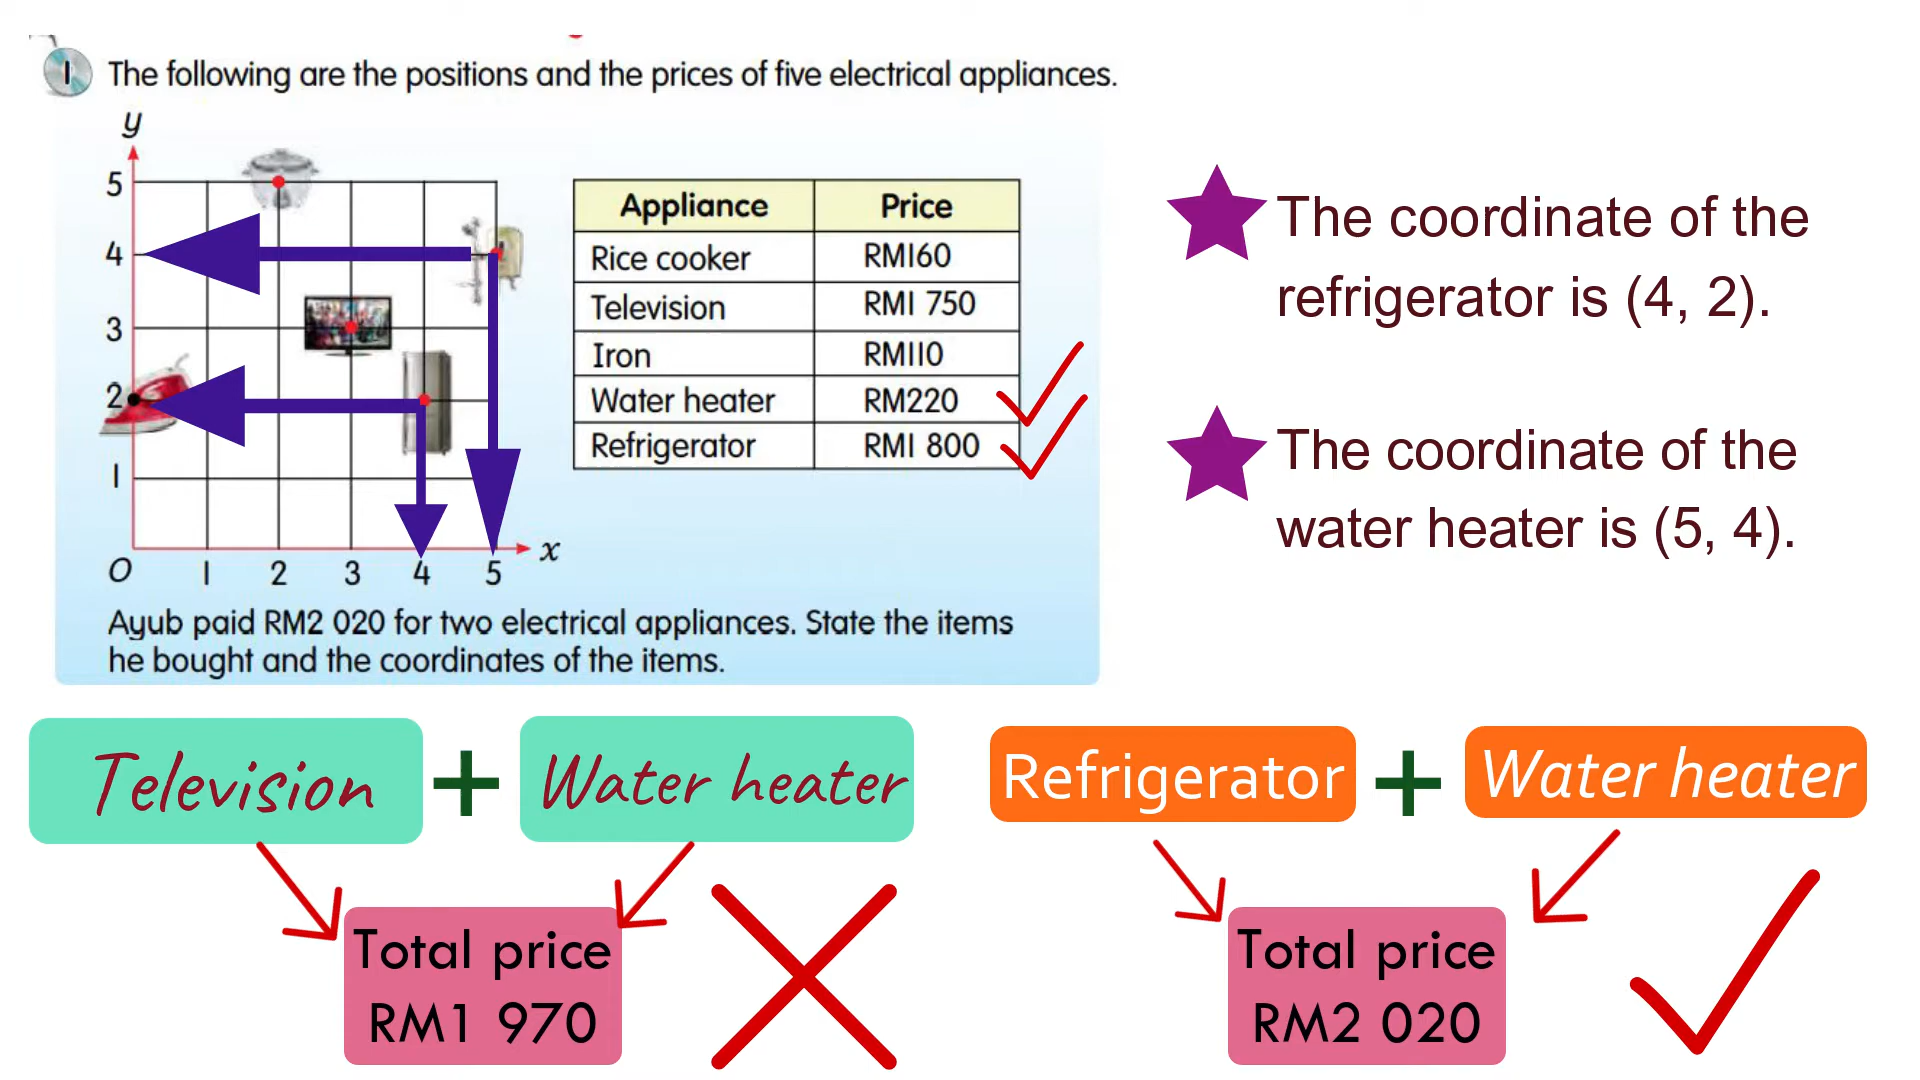 1 The following are the positions and the prices of five electrical appliances.
y
5
4
3
2
1
O 1 2 3 4 5 x
Appliance Price
Rice cooker RM160
Television RM1 750
Iron RM110
Water heater RM220
Refrigerator RM1 800
Ayub paid RM2 020 for two electrical appliances. State the items
he bought and the coordinates of the items.
The coordinate of the
refrigerator is (4, 2).
The coordinate of the
water heater is (5, 4).
Television + Water heater
Total price
RM1 970
Refrigerator + Water heater
Total price
RM2 020